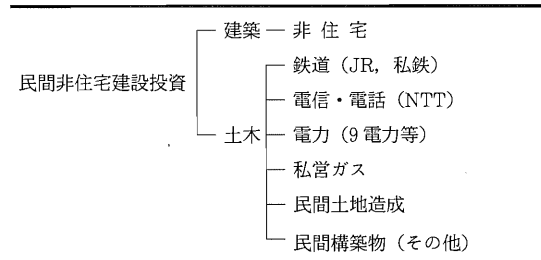 建築 ― 非住宅
鉄道（JR，私鉄）
民間非住宅建設投資
電信・電話（NTT）
土木
電力（9電力等）
私営ガス
民間土地造成
民間構築物（その他）